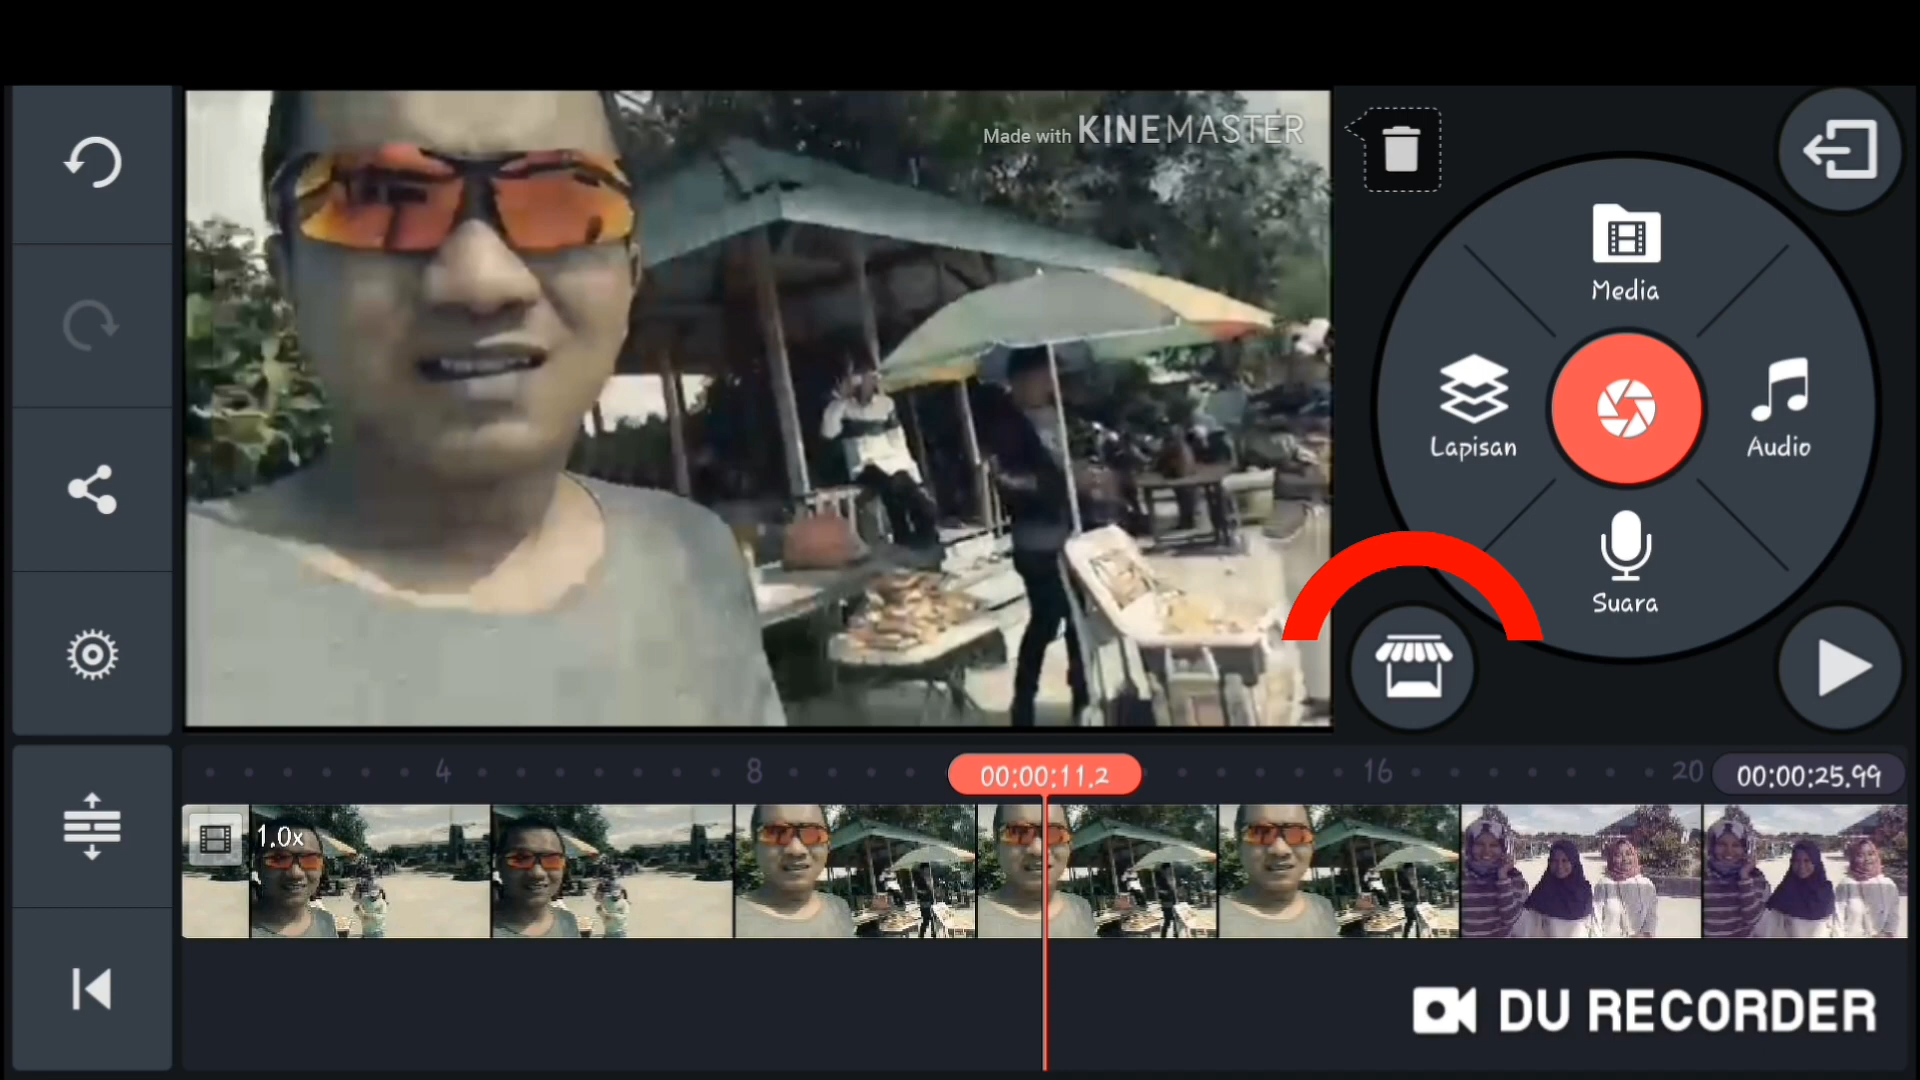 Made with KINEMASTER
Media
Lapisan
Audio
Suara
4
8
00:00:11.2
16
20
00:00:25.99
1.0x
DU RECORDER